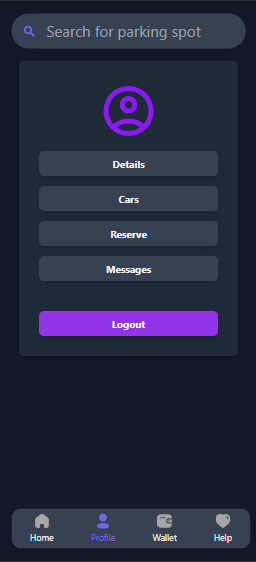 Search for parking spot
Details
Cars
Reserve
Messages
Logout
Home Profile Wallet Help